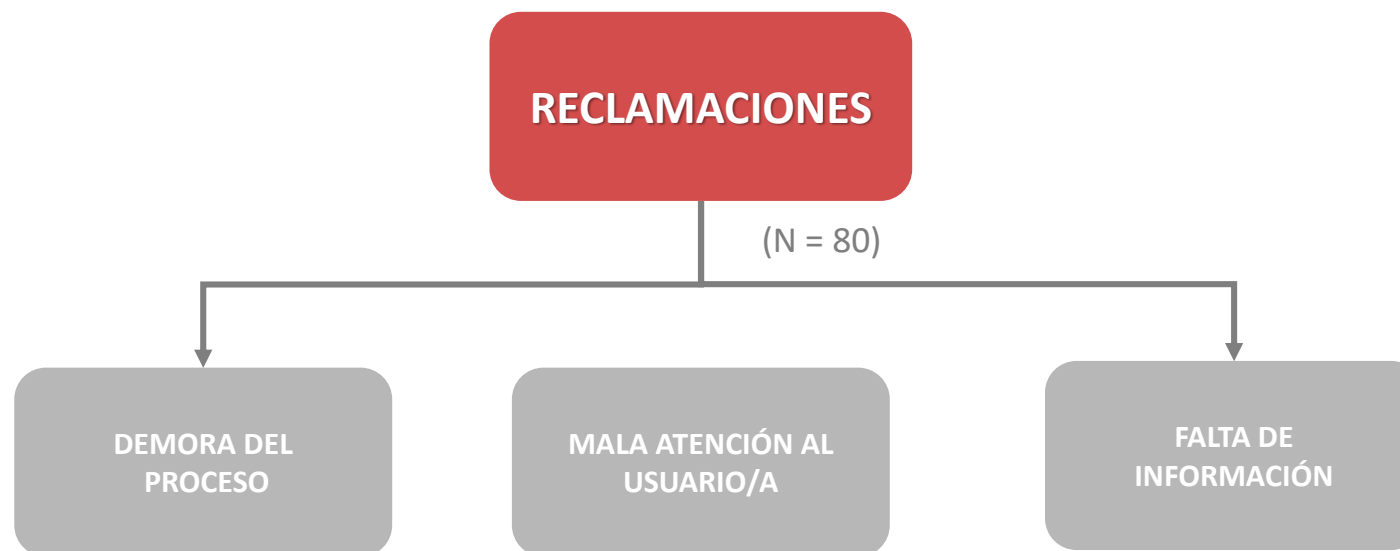 RECLAMACIONES
(N = 80)
DEMORA DEL
PROCESO
MALA ATENCIÓN AL
USUARIO/A
FALTA DE
INFORMACIÓN